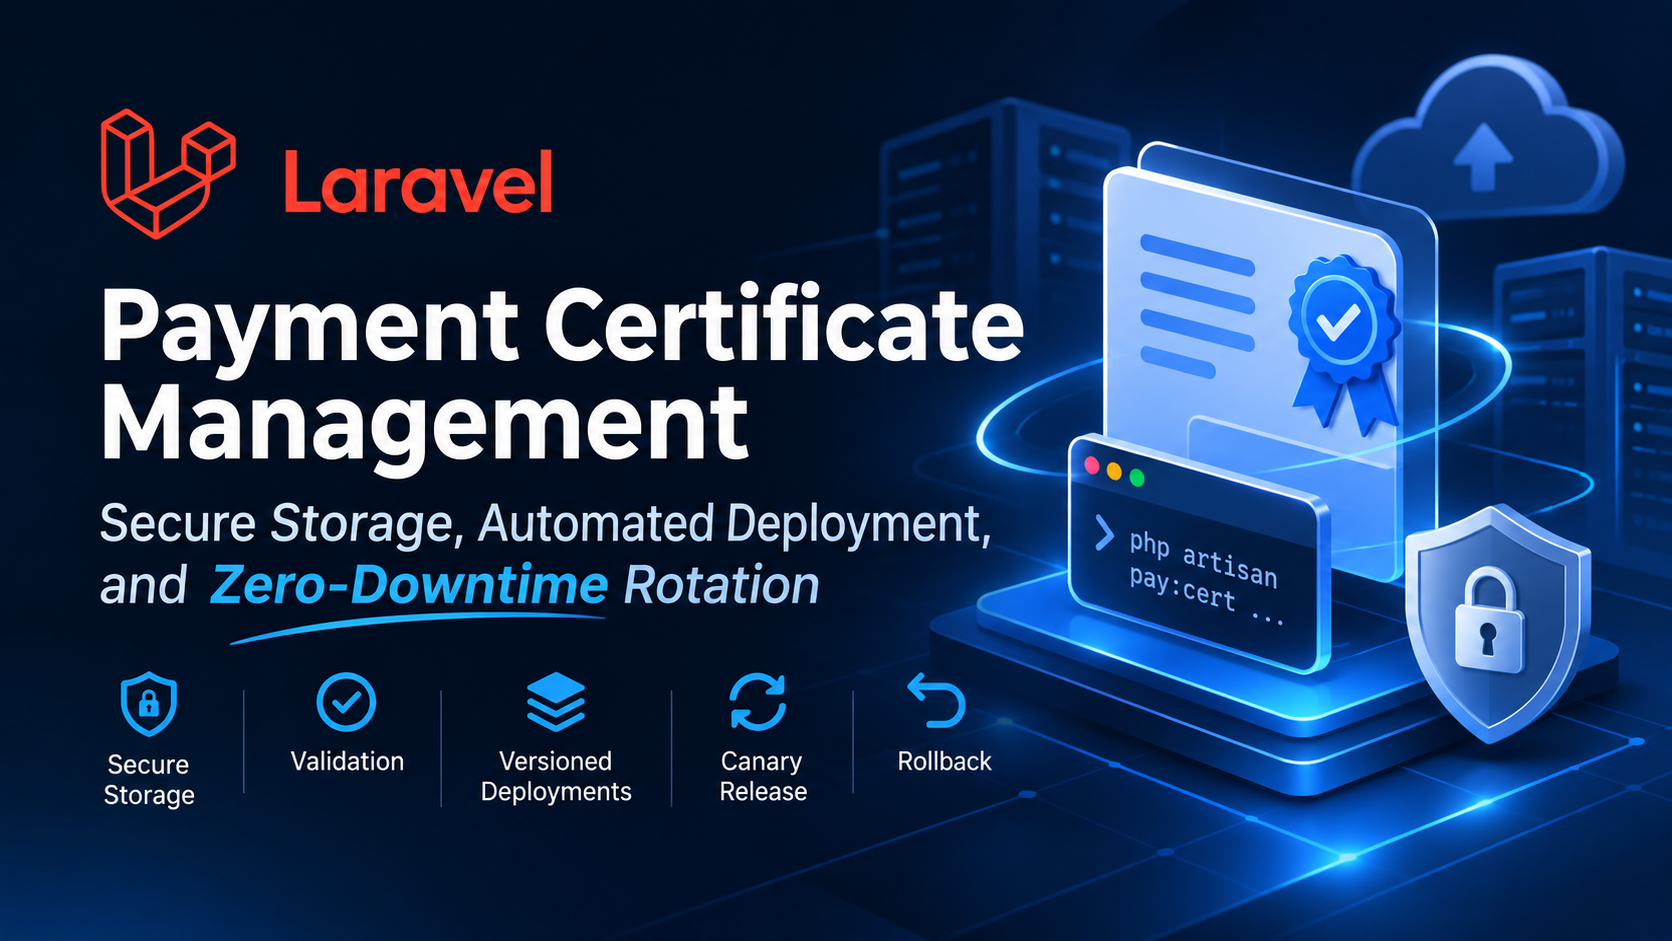 Laravel
Payment Certificate
Management
Secure Storage, Automated Deployment,
and Zero-Downtime Rotation
Secure
Storage
Validation
Versioned
Deployments
Canary
Release
Rollback
php artisan
pay:cert ...